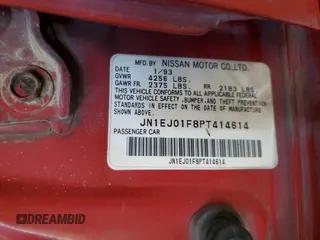 MFD.BY NISSAN MOTOR CO.,LTD.
DATE 1/93
GVWR 4256 LBS.
GAWR FR 2375 LBS. RR 2183 LBS.
THIS VEHICLE CONFORMS TO ALL APPLICABLE FEDERAL
MOTOR VEHICLE SAFETY,BUMPER,AND THEFT PREVENTION
STANDARDS IN EFFECT ON THE DATE OF MANUFACTURE
SHOWN ABOVE.
JN1EJ01F8PT414614
PASSENGER CAR
JN1EJ01F8PT414614
DREAMBID